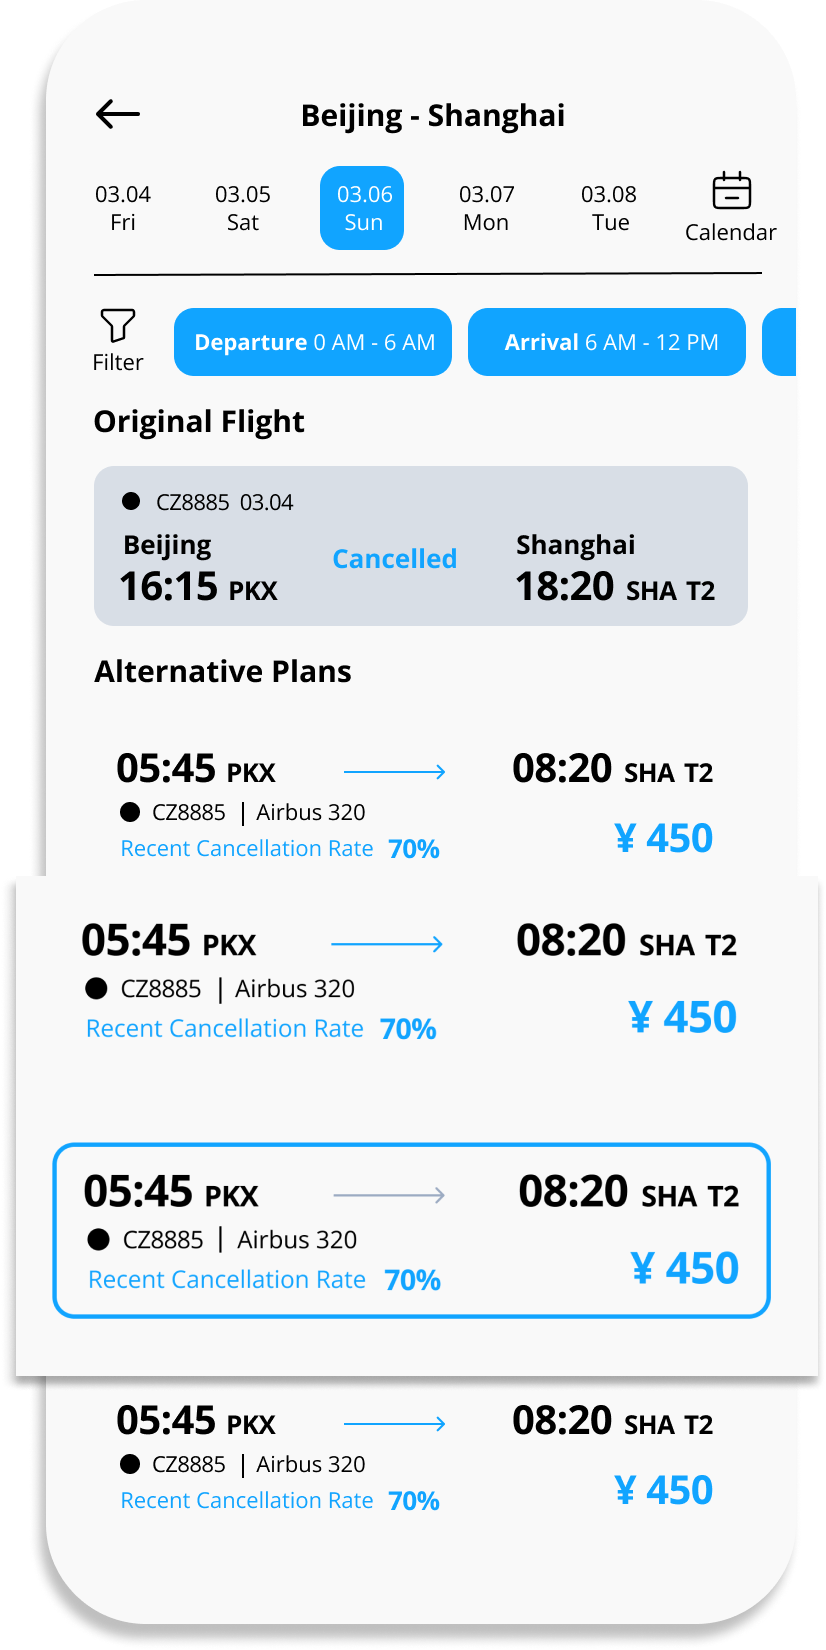 Beijing - Shanghai
03.04 03.05 03.06 03.07 03.08
Fri Sat Sun Mon Tue Calendar
Filter Departure 0 AM - 6 AM Arrival 6 AM - 12 PM
Original Flight
CZ8885 03.04
Beijing Cancelled Shanghai
16:15 PKX 18:20 SHA T2
Alternative Plans
05:45 PKX 08:20 SHA T2
CZ8885 | Airbus 320
Recent Cancellation Rate 70% ¥ 450
05:45 PKX 08:20 SHA T2
CZ8885 | Airbus 320
Recent Cancellation Rate 70% ¥ 450
05:45 PKX 08:20 SHA T2
CZ8885 | Airbus 320
Recent Cancellation Rate 70% ¥ 450
05:45 PKX 08:20 SHA T2
CZ8885 | Airbus 320
Recent Cancellation Rate 70% ¥ 450